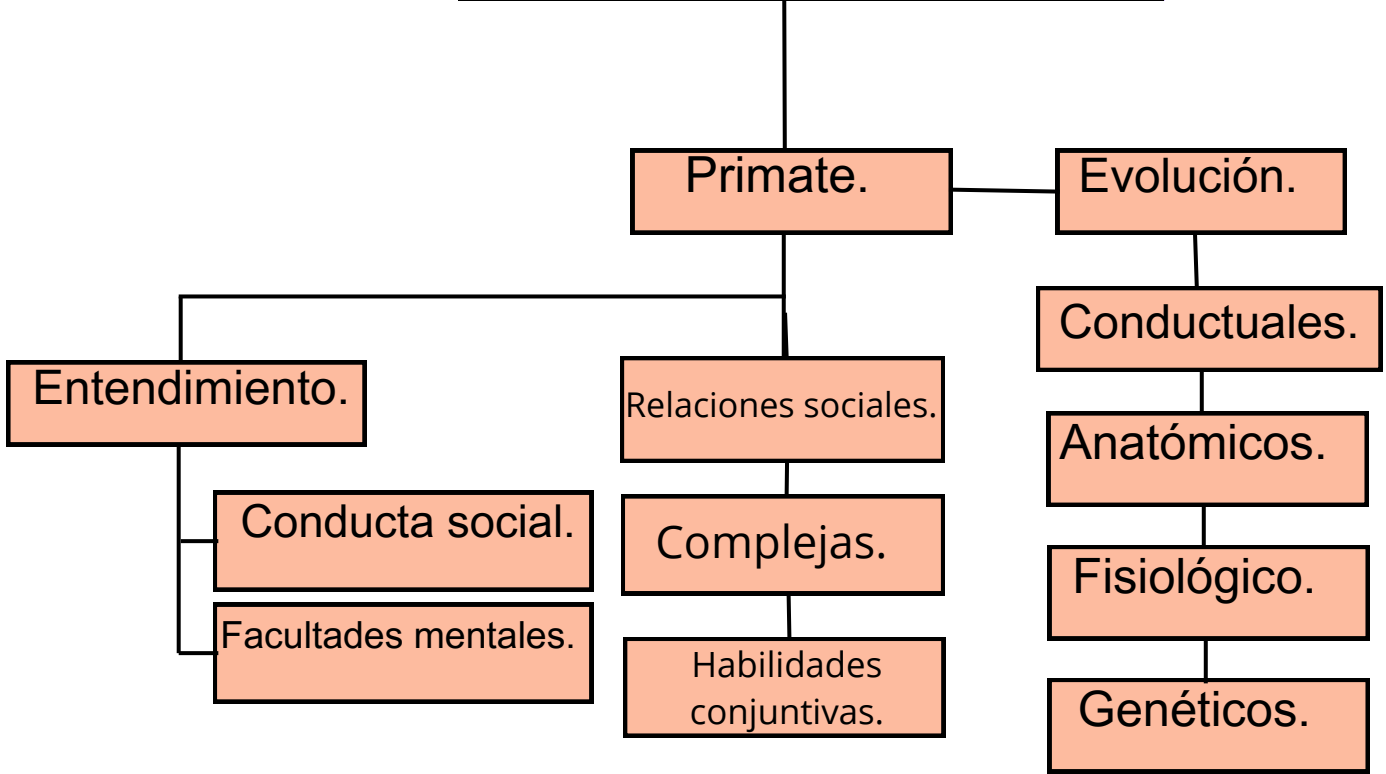 Primate.
Evolución.
Conductuales.
Entendimiento.
Relaciones sociales.
Anatómicos.
Conducta social.
Complejas.
Fisiológico.
Facultades mentales.
Habilidades
conjuntivas.
Genéticos.